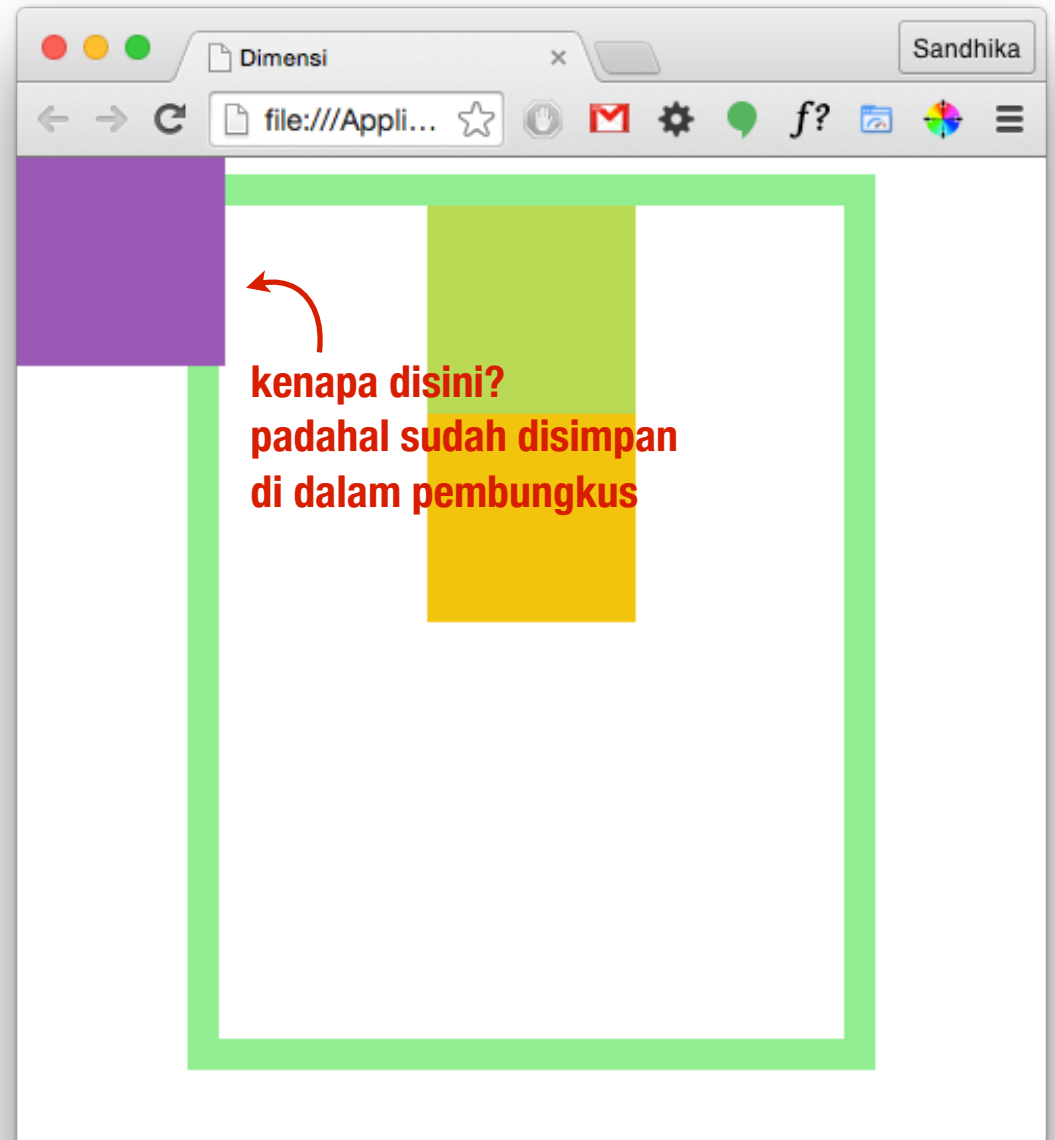 Dimensi
Sandhika
file:///Appli...
f?
kenapa disini?
padahal sudah disimpan
di dalam pembungkus